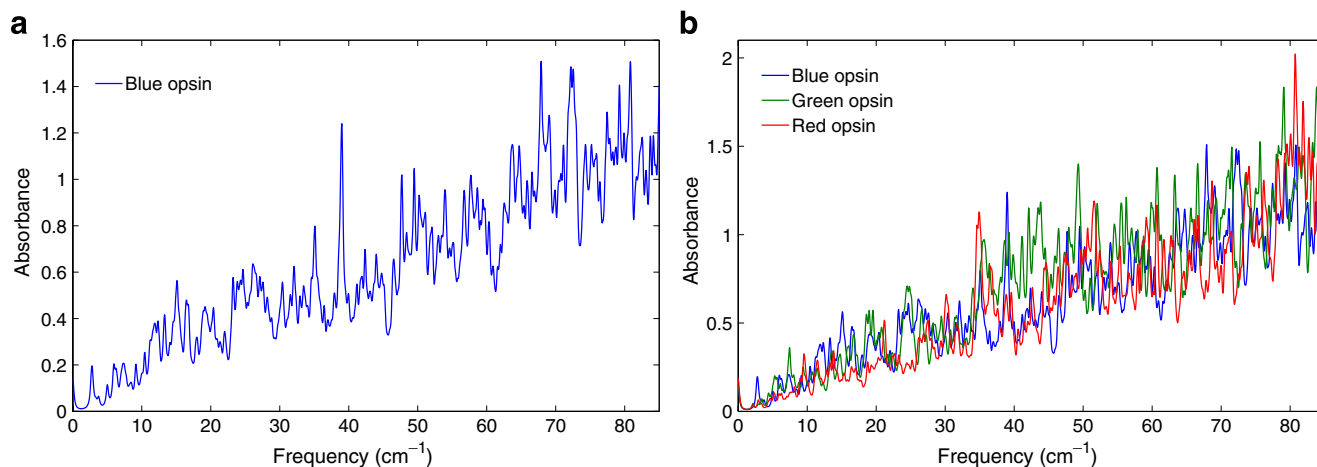 a
1.6
1.4
1.2
1
0.8
0.6
0.4
0.2
0
Absorbance
Blue opsin
0 10 20 30 40 50 60 70 80
Frequency (cm⁻¹)
b
2
1.5
1
0.5
0
Absorbance
Blue opsin
Green opsin
Red opsin
0 10 20 30 40 50 60 70 80
Frequency (cm⁻¹)